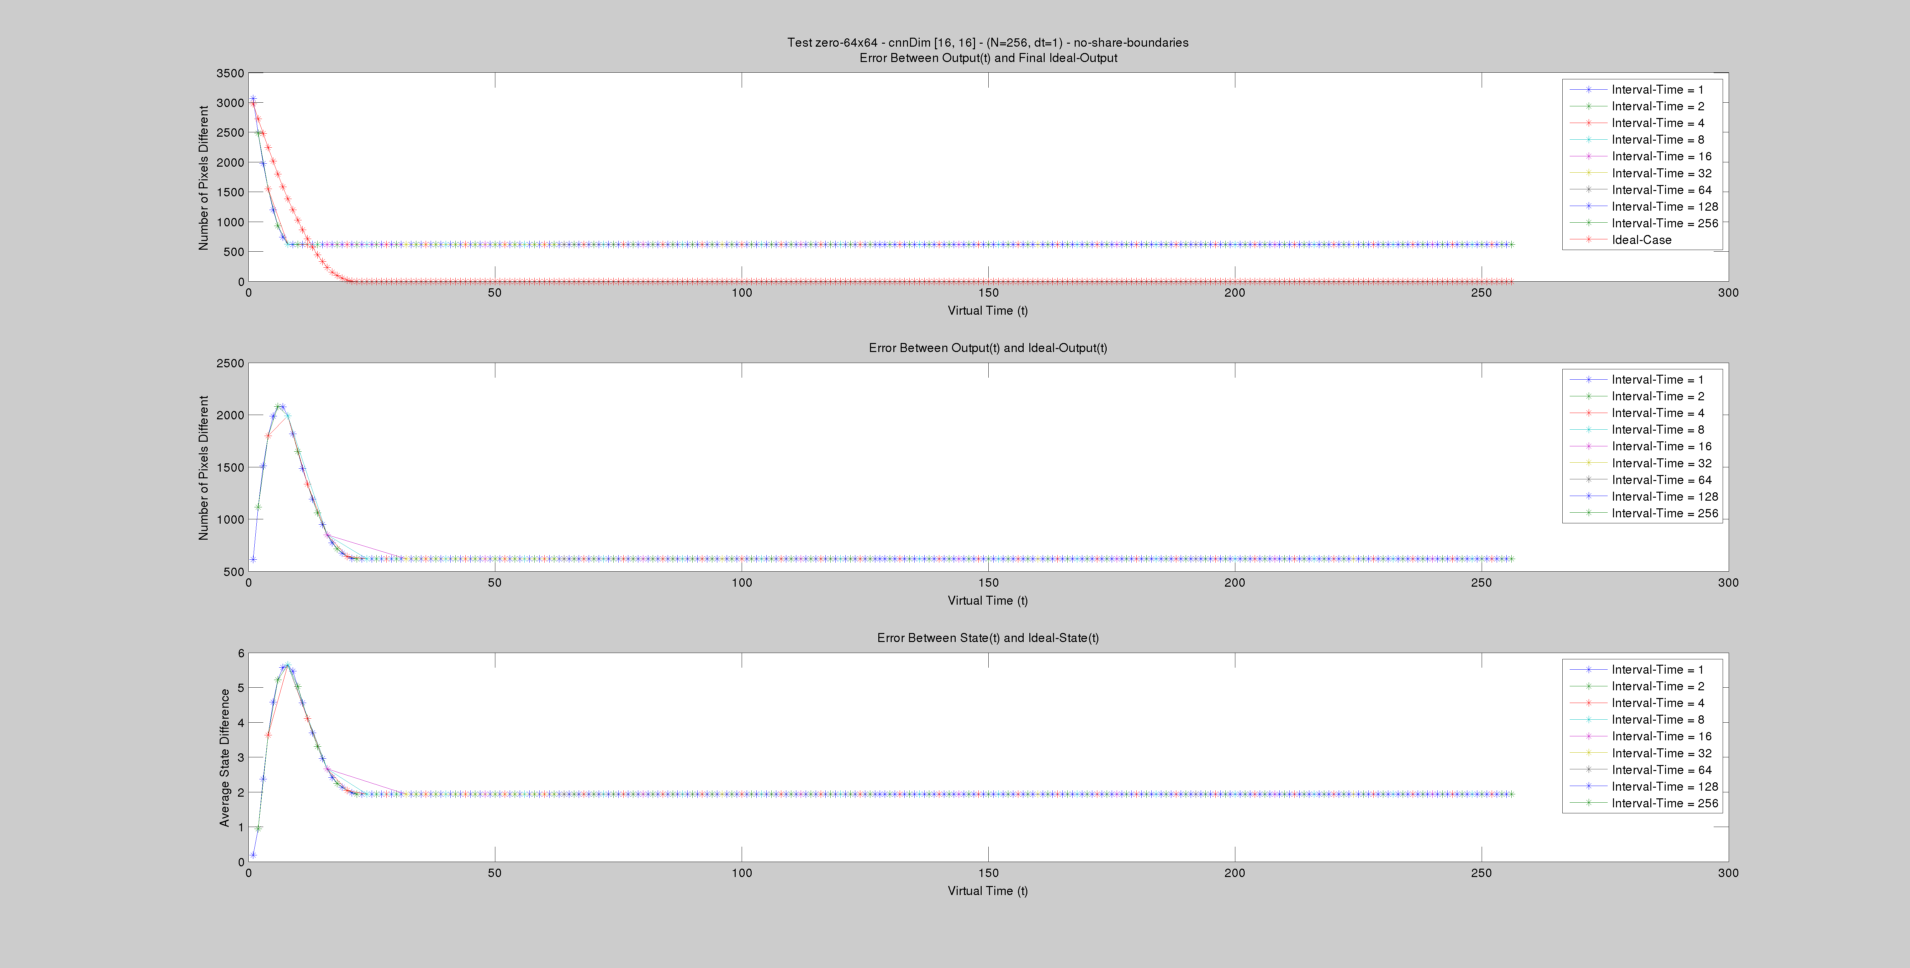 Test zero-64x64 - cnnDim [16, 16] - (N=256, dt=1) - no-share-boundaries
Error Between Output(t) and Final Ideal-Output
Number of Pixels Different
3500
3000
2500
2000
1500
1000
500
0
0 50 100 150 200 250 300
Virtual Time (t)
Interval-Time = 1
Interval-Time = 2
Interval-Time = 4
Interval-Time = 8
Interval-Time = 16
Interval-Time = 32
Interval-Time = 64
Interval-Time = 128
Interval-Time = 256
Ideal-Case
Error Between Output(t) and Ideal-Output(t)
Number of Pixels Different
2500
2000
1500
1000
500
0 50 100 150 200 250 300
Virtual Time (t)
Interval-Time = 1
Interval-Time = 2
Interval-Time = 4
Interval-Time = 8
Interval-Time = 16
Interval-Time = 32
Interval-Time = 64
Interval-Time = 128
Interval-Time = 256
Error Between State(t) and Ideal-State(t)
Average State Difference
6
5
4
3
2
1
0
0 50 100 150 200 250 300
Virtual Time (t)
Interval-Time = 1
Interval-Time = 2
Interval-Time = 4
Interval-Time = 8
Interval-Time = 16
Interval-Time = 32
Interval-Time = 64
Interval-Time = 128
Interval-Time = 256